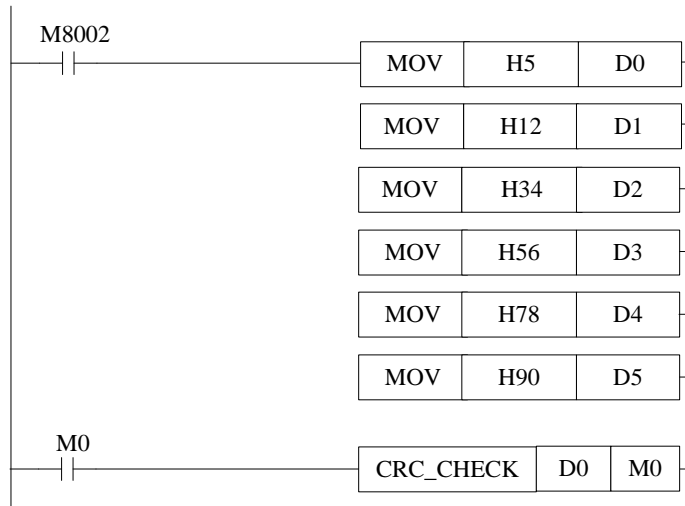 M8002
MOV H5 D0
MOV H12 D1
MOV H34 D2
MOV H56 D3
MOV H78 D4
MOV H90 D5
M0
CRC_CHECK D0 M0